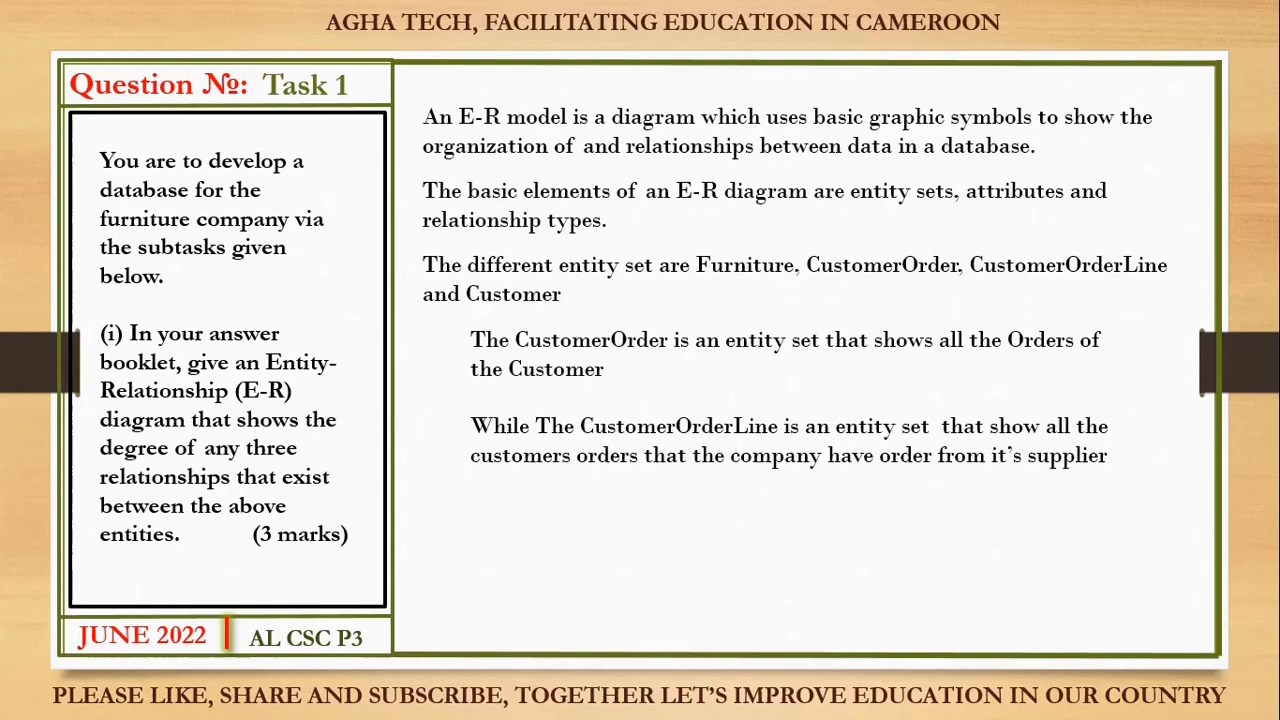 AGHA TECH, FACILITATING EDUCATION IN CAMEROON
Question №: Task 1
You are to develop a
database for the
furniture company via
the subtasks given
below.
(i) In your answer
booklet, give an Entity-
Relationship (E-R)
diagram that shows the
degree of any three
relationships that exist
between the above
entities. (3 marks)
JUNE 2022 | AL CSC P3
An E-R model is a diagram which uses basic graphic symbols to show the
organization of and relationships between data in a database.
The basic elements of an E-R diagram are entity sets, attributes and
relationship types.
The different entity set are Furniture, CustomerOrder, CustomerOrderLine
and Customer
The CustomerOrder is an entity set that shows all the Orders of
the Customer
While The CustomerOrderLine is an entity set that show all the
customers orders that the company have order from it's supplier
PLEASE LIKE, SHARE AND SUBSCRIBE, TOGETHER LET'S IMPROVE EDUCATION IN OUR COUNTRY